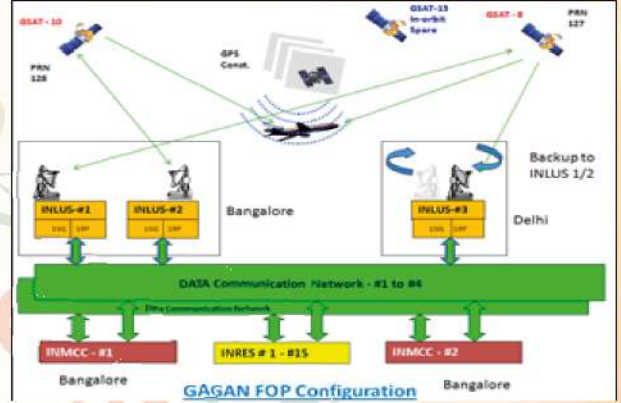 GSAT - 10
PRN
128
GPS
Const.
GSAT-15
In-orbit
Spare
GSAT - 8
PRN
127
INLUS-#1
INLUS-#2
Bangalore
INLUS-#3
Delhi
Backup to
INLUS 1/2
DATA Communication Network - #1 to #4
Data Communication Network
INMCC - #1
INRES # 1 - #15
INMCC - #2
Bangalore
Bangalore
GAGAN FOP Configuration